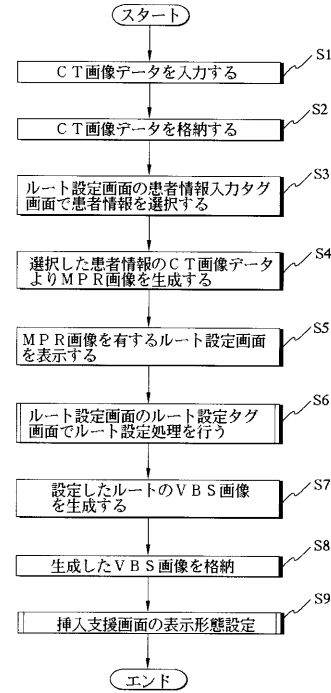 スタート
S1
ＣＴ画像データを入力する
S2
ＣＴ画像データを格納する
S3
ルート設定画面の患者情報入力タグ
画面で患者情報を選択する
S4
選択した患者情報のＣＴ画像データ
よりＭＰＲ画像を生成する
S5
ＭＰＲ画像を有するルート設定画面
を表示する
S6
ルート設定画面のルート設定タグ
画面でルート設定処理を行う
S7
設定したルートのＶＢＳ画像
を生成する
S8
生成したＶＢＳ画像を格納
S9
挿入支援画面の表示形態設定
エンド